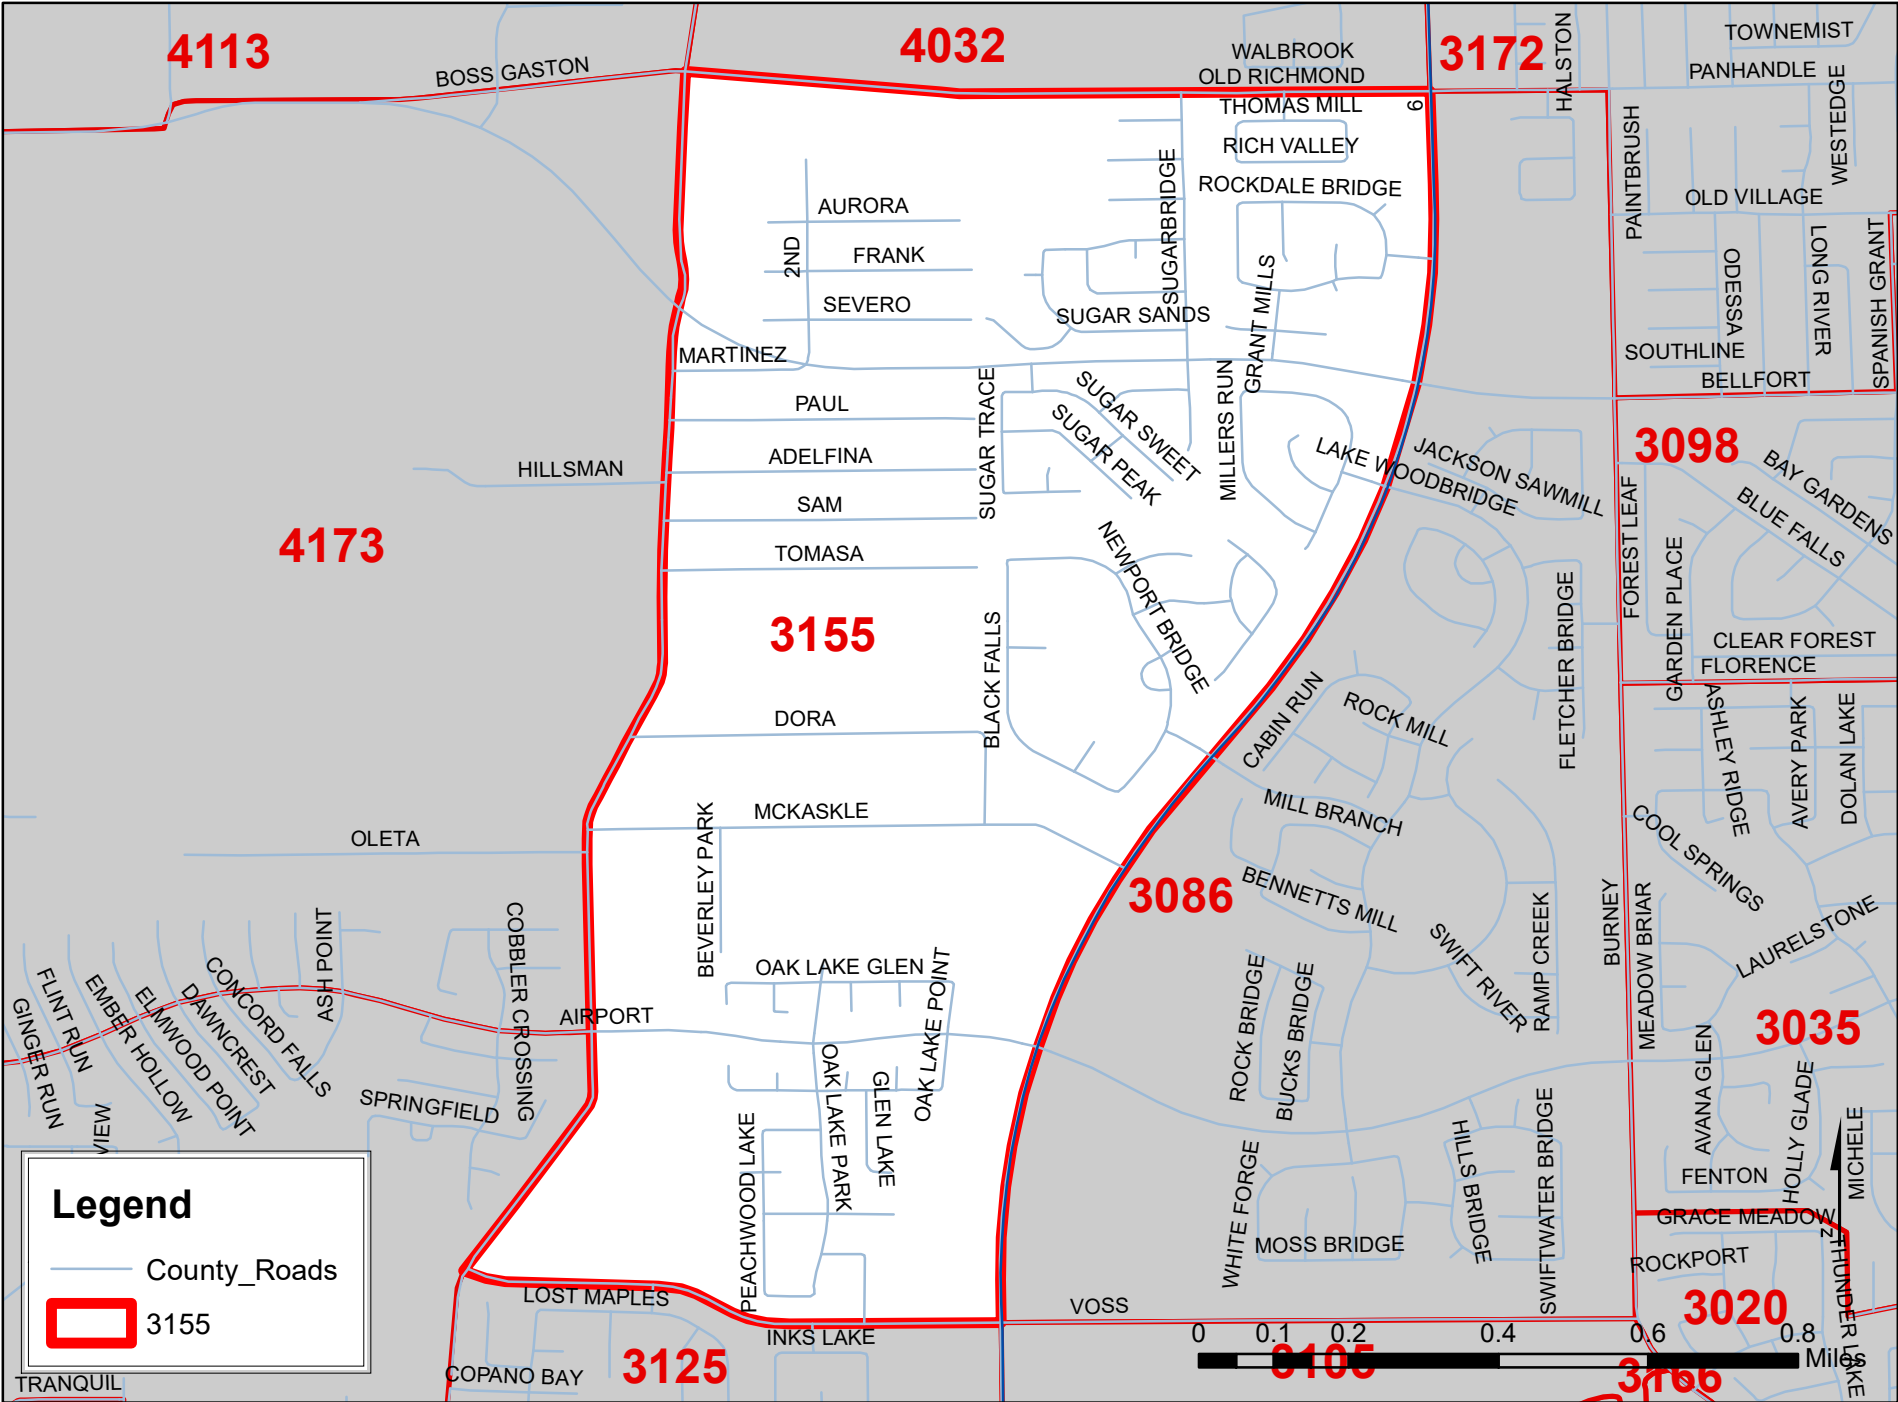 4113
4032
3172
HALSTON
TOWNEMIST
WALBROOK
BOSS GASTON
OLD RICHMOND
PANHANDLE
WESTEDGE
THOMAS MILL
6
PAINTBRUSH
RICH VALLEY
SUGARBRIDGE
ROCKDALE BRIDGE
OLD VILLAGE
AURORA
2ND
FRANK
ODESSA
LONG RIVER
SPANISH GRANT
SEVERO
SUGAR SANDS
GRANT MILLS
MARTINEZ
SOUTHLINE
BELLFORT
PAUL
SUGAR TRACE
SUGAR SWEET
SUGAR PEAK
MILLERS RUN
LAKE WOODBRIDGE
JACKSON SAWMILL
3098
BAY GARDENS
BLUE FALLS
HILLSMAN
ADELFINA
SAM
4173
TOMASA
NEWPORT BRIDGE
FOREST LEAF
GARDEN PLACE
FLETCHER BRIDGE
3155
BLACK FALLS
CLEAR FOREST
FLORENCE
DORA
CABIN RUN
ROCK MILL
ASHLEY RIDGE
AVERY PARK
DOLAN LAKE
MCKASKLE
BEVERLEY PARK
MILL BRANCH
COOL SPRINGS
OLETA
3086
BENNETTS MILL
SWIFT RIVER
RAMP CREEK
BURNEY
MEADOW BRIAR
LAURELSTONE
COBBLER CROSSING
ASH POINT
CONCORD FALLS
DAWNCREST
ELMWOOD POINT
EMBER HOLLOW
FLINT RUN
GINGER RUN
OAK LAKE GLEN
OAK LAKE POINT
AIRPORT
ROCK BRIDGE
BUCKS BRIDGE
3035
OAK LAKE PARK
GLEN LAKE
AVANA GLEN
HOLLY GLADE
MICHELE
SPRINGFIELD
VIEW
PEACHWOOD LAKE
WHITE FORGE
HILLS BRIDGE
SWIFTWATER BRIDGE
FENTON
GRACE MEADOW
N
MOSS BRIDGE
ROCKPORT
THUNDER LAKE
Legend
County_Roads
3155
LOST MAPLES
VOSS
3020
INKS LAKE
0 0.1 0.2 0.4 0.6 0.8
Miles
3105
3166
3125
COPANO BAY
TRANQUIL